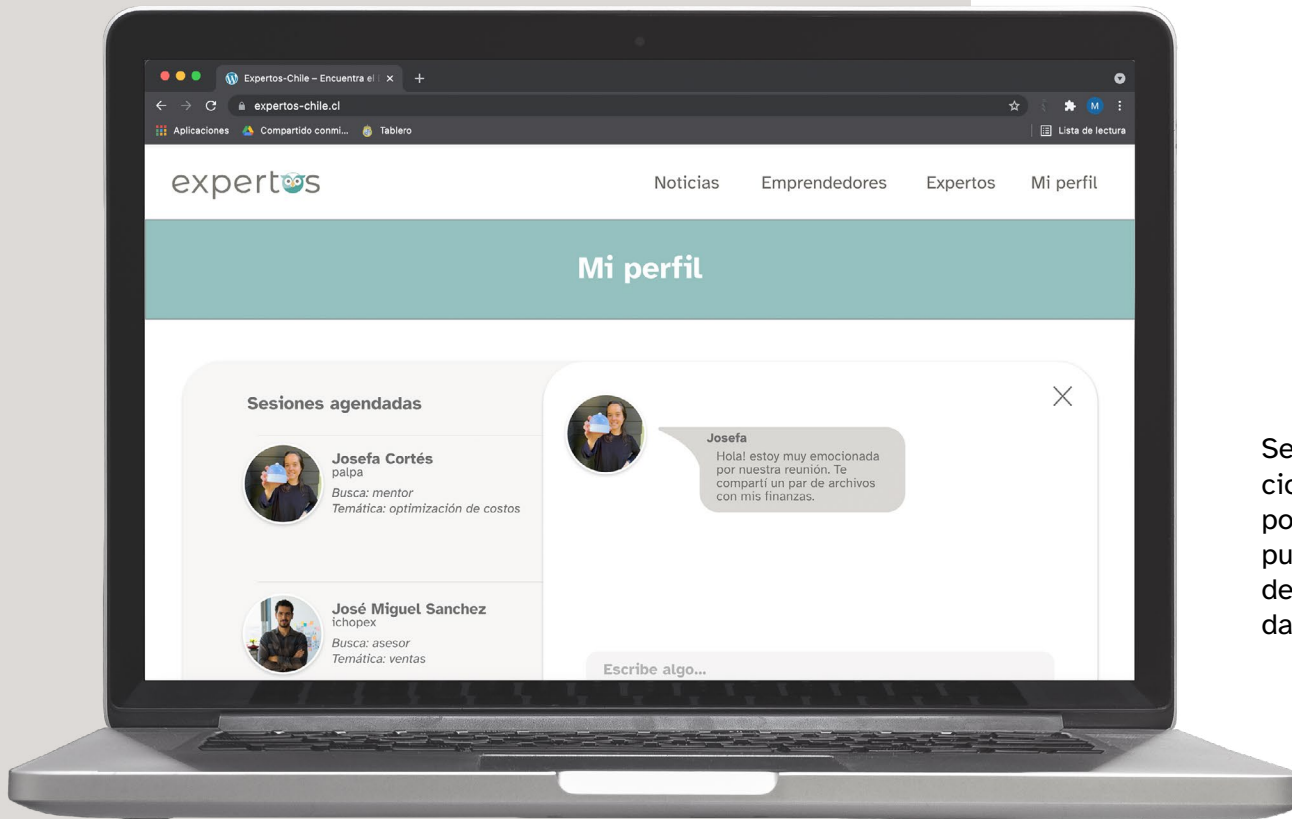 Expertos-Chile – Encuentra el
expertos-chile.cl
M
Aplicaciones Compartido conmi... Tablero
Lista de lectura
expertos
Noticias Emprendedores Expertos Mi perfil
Mi perfil
Sesiones agendadas
Josefa Cortés
palpa
Busca: mentor
Temática: optimización de costos
José Miguel Sanchez
ichopex
Busca: asesor
Temática: ventas
Josefa
Hola! estoy muy emocionada
por nuestra reunión. Te
compartí un par de archivos
con mis finanzas.
Escribe algo...
Se
cio
po
pu
de
da